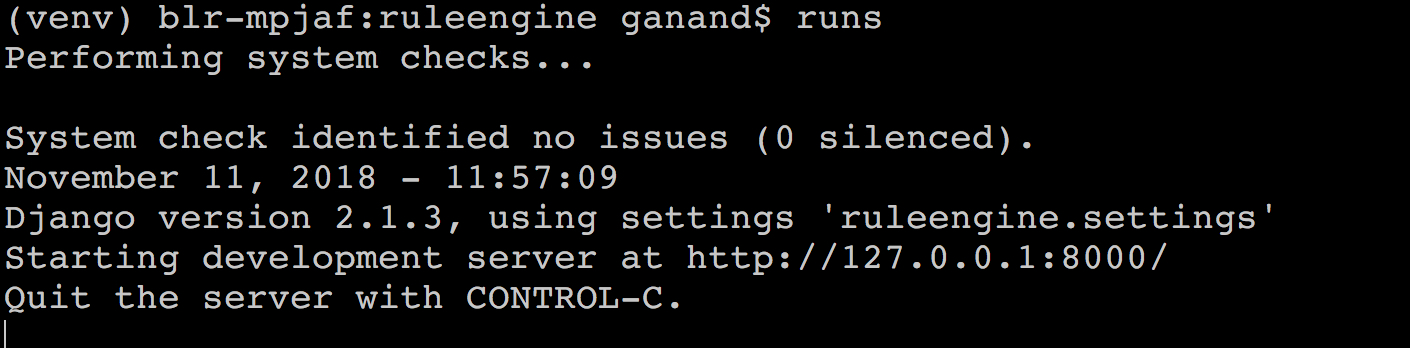 (venv) blr-mpjaf:ruleengine ganand$ runs
Performing system checks...
System check identified no issues (0 silenced).
November 11, 2018 - 11:57:09
Django version 2.1.3, using settings 'ruleengine.settings'
Starting development server at http://127.0.0.1:8000/
Quit the server with CONTROL-C.